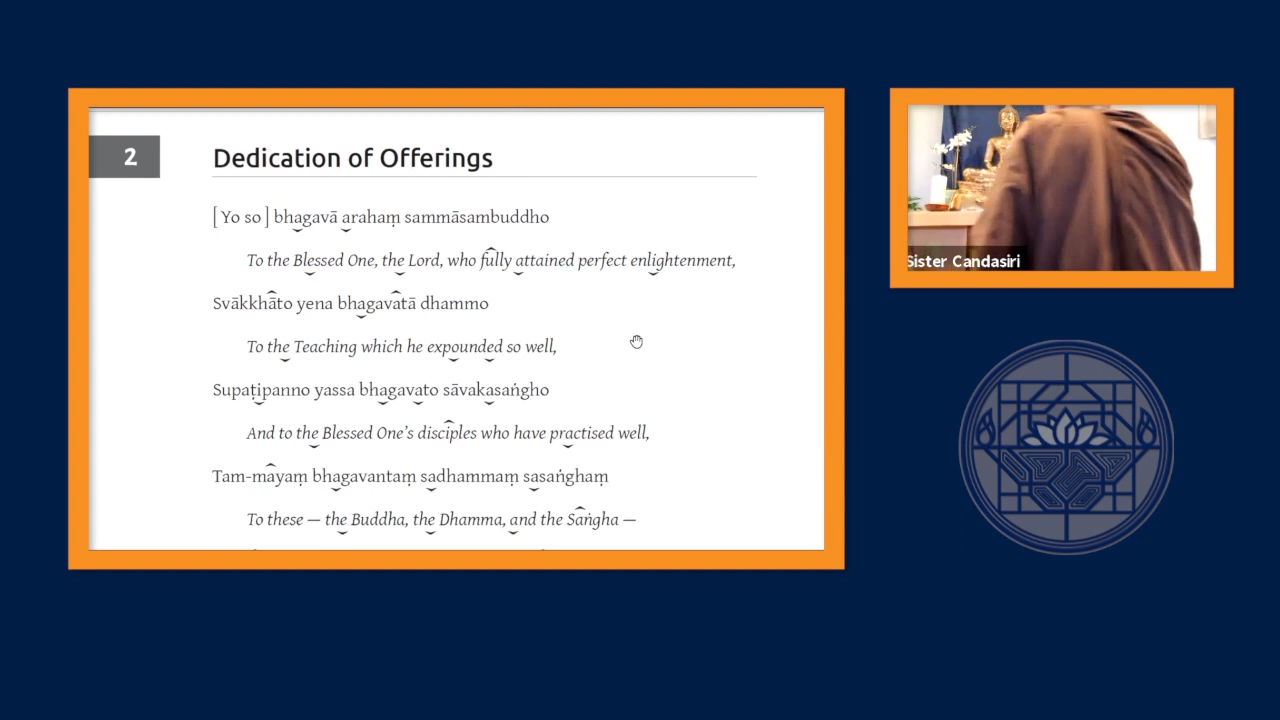 2
Dedication of Offerings
[ Yo so ] bhagavā arahaṃ sammāsambuddho
To the Blessed One, the Lord, who fully attained perfect enlightenment,
Svākkhāto yena bhagavatā dhammo
To the Teaching which he expounded so well,
Supaṭipanno yassa bhagavato sāvakasaṅgho
And to the Blessed One's disciples who have practised well,
Tam-mayaṃ bhagavantaṃ sadhammaṃ sasaṅghaṃ
To these — the Buddha, the Dhamma, and the Saṅgha —
Sister Candasiri